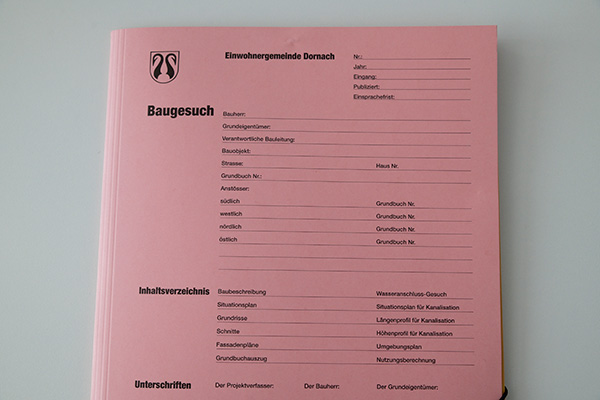 Einwohnergemeinde Dornach
Nr.:
Jahr:
Eingang:
Publiziert:
Einsprachefrist:
Baugesuch
Bauherr:
Grundeigentümer:
Verantwortliche Bauleitung:
Bauobjekt:
Strasse: Haus Nr.
Grundbuch Nr.:
Anstösser:
südlich Grundbuch Nr.
westlich Grundbuch Nr.
nördlich Grundbuch Nr.
östlich Grundbuch Nr.
Inhaltsverzeichnis
Baubeschreibung Wasseranschluss-Gesuch
Situationsplan Situationsplan für Kanalisation
Grundrisse Längenprofil für Kanalisation
Schnitte Höhenprofil für Kanalisation
Fassadenpläne Umgebungsplan
Grundbuchauszug Nutzungsberechnung
Unterschriften Der Projektverfasser: Der Bauherr: Der Grundeigentümer: